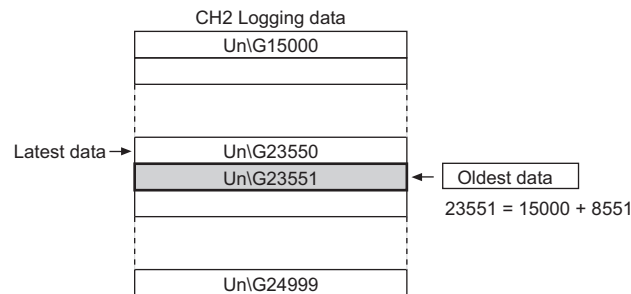 CH2 Logging data
Un\G15000
Latest data
Un\G23550
Un\G23551
Oldest data
23551 = 15000 + 8551
Un\G24999